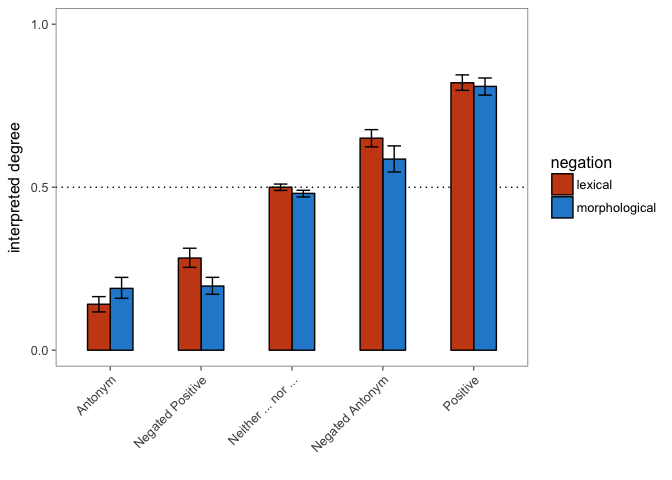 1.0
0.5
0.0
interpreted degree
Antonym
Negated Positive
Neither ... nor ...
Negated Antonym
Positive
negation
lexical
morphological